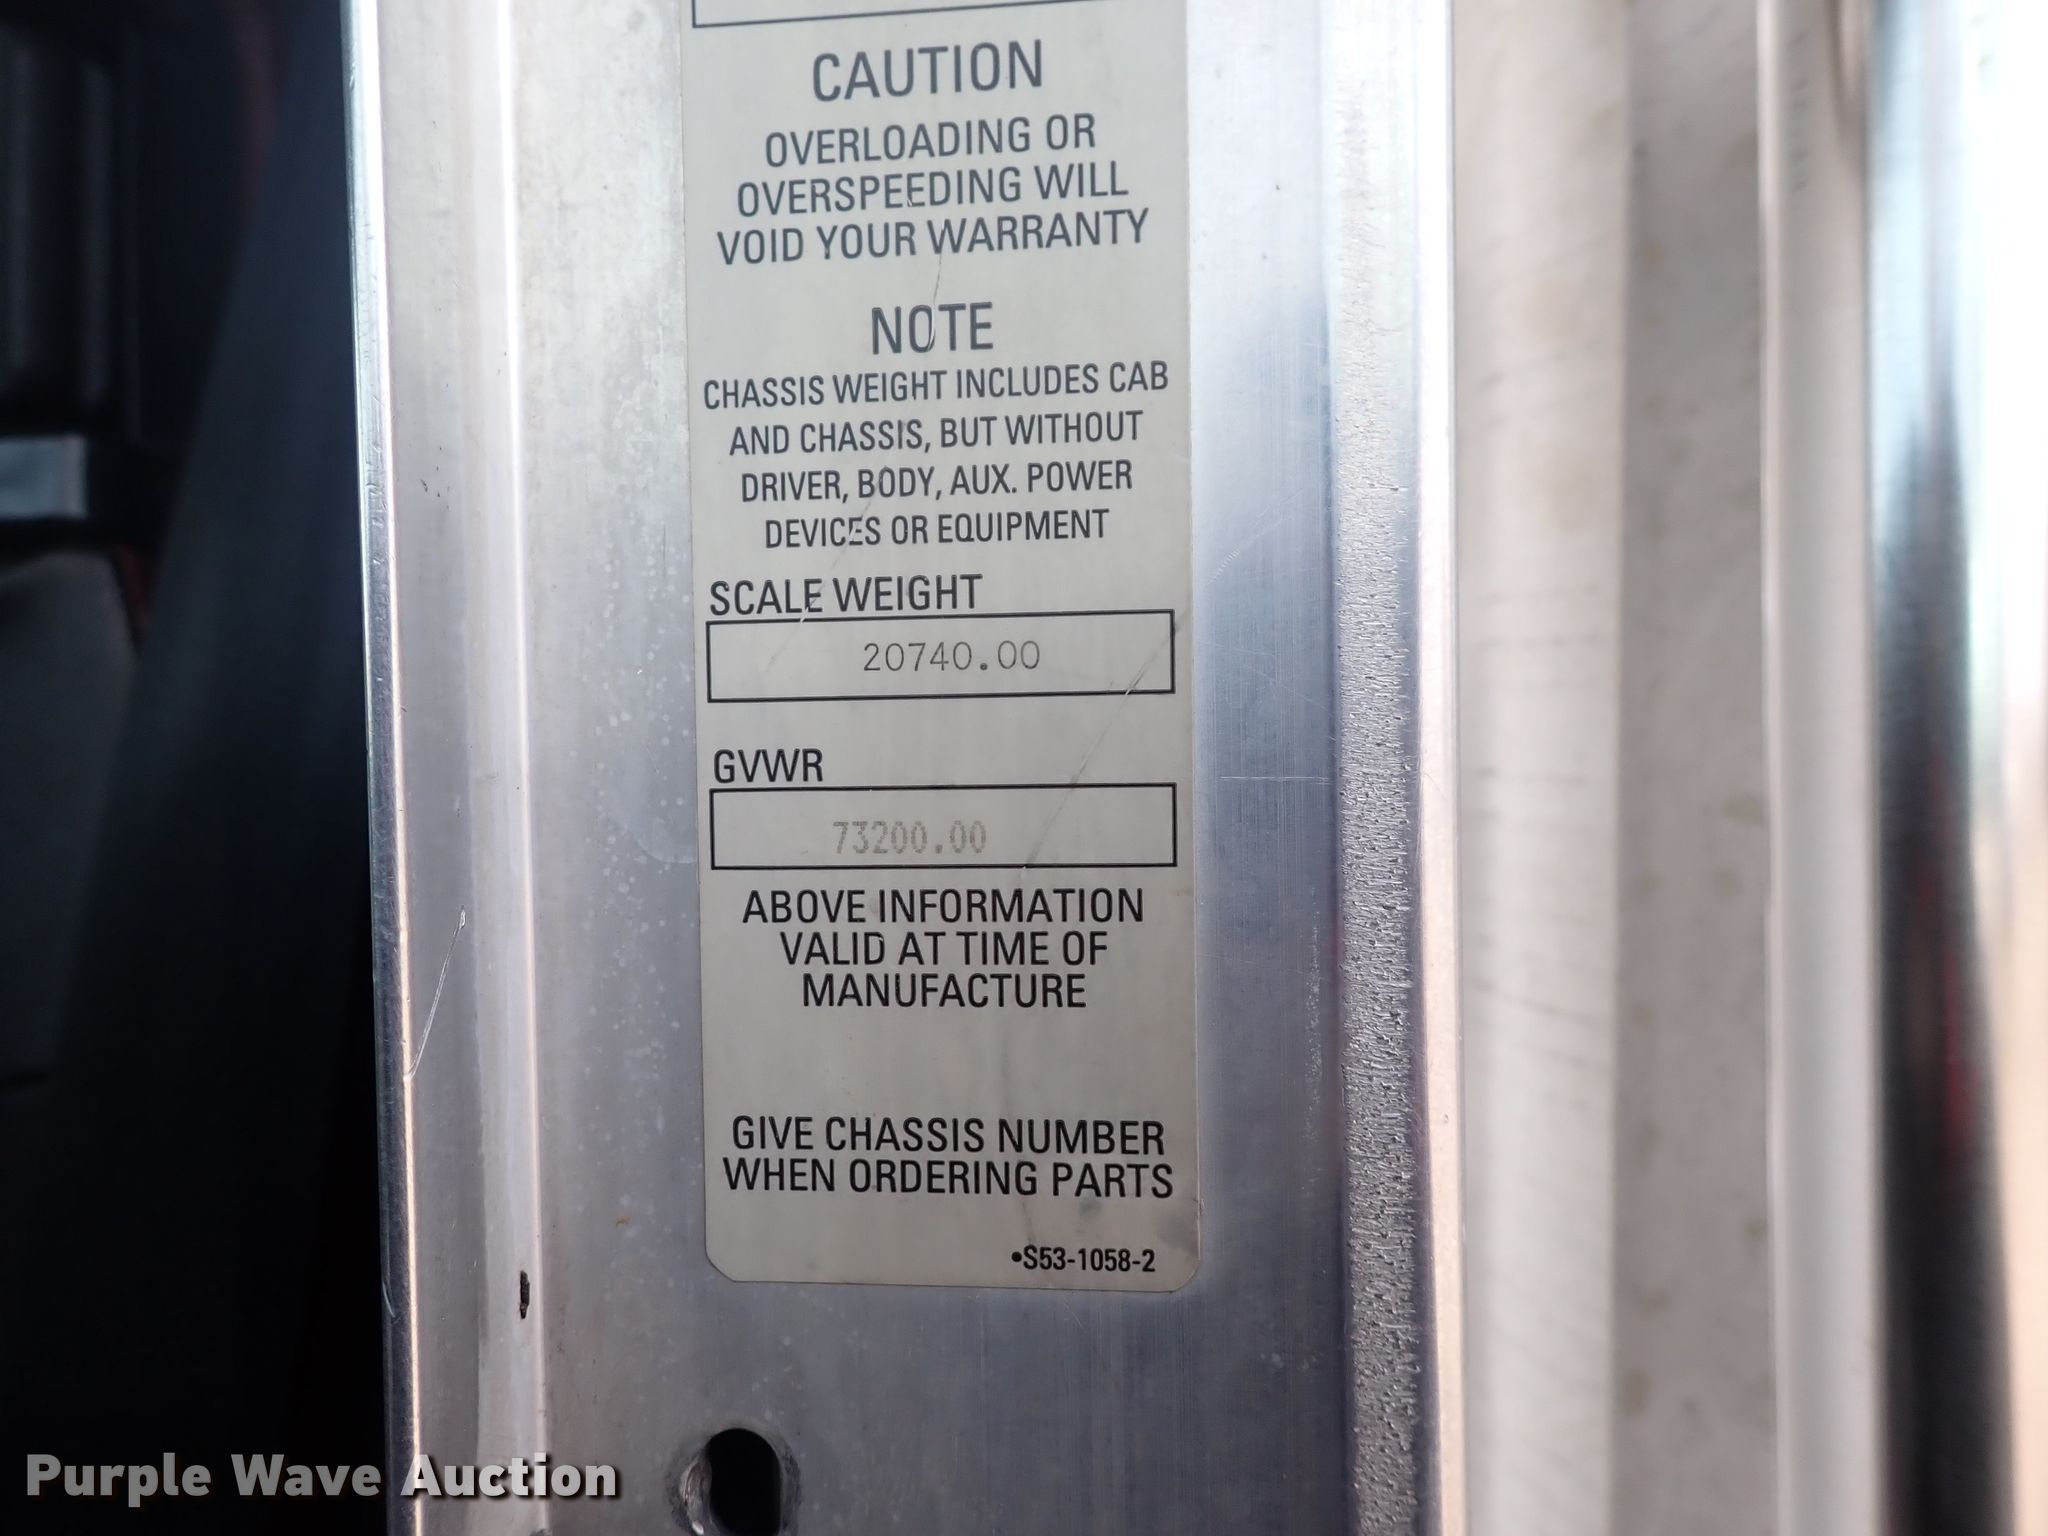 CAUTION
OVERLOADING OR
OVERSPEEDING WILL
VOID YOUR WARRANTY
NOTE
CHASSIS WEIGHT INCLUDES CAB
AND CHASSIS, BUT WITHOUT
DRIVER, BODY, AUX. POWER
DEVICES OR EQUIPMENT
SCALE WEIGHT
20740.00
GVWR
73200.00
ABOVE INFORMATION
VALID AT TIME OF
MANUFACTURE
GIVE CHASSIS NUMBER
WHEN ORDERING PARTS
•S53-1058-2
Purple Wave Auction